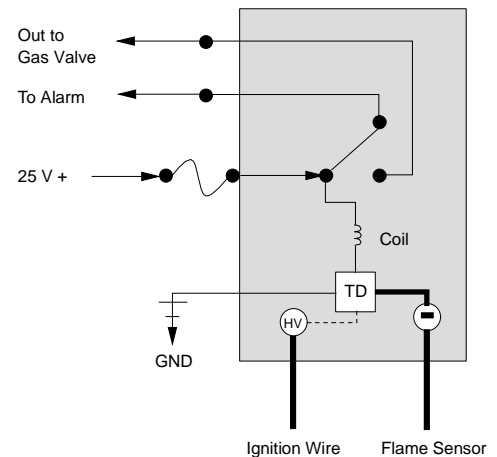 Out to
Gas Valve
To Alarm
25 V +
Coil
TD
HV
GND
Ignition Wire
Flame Sensor